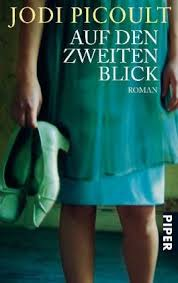 JODI PICOULT
AUF DEN
ZWEITEN
BLICK
ROMAN
PIPER